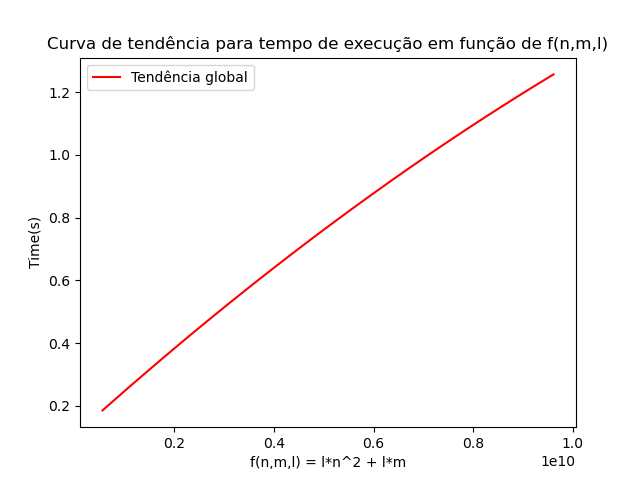 Curva de tendência para tempo de execução em função de f(n,m,l)
Tendência global
1.2
1.0
0.8
0.6
0.4
0.2
Time(s)
0.2 0.4 0.6 0.8 1.0
1e10
f(n,m,l) = l*n^2 + l*m